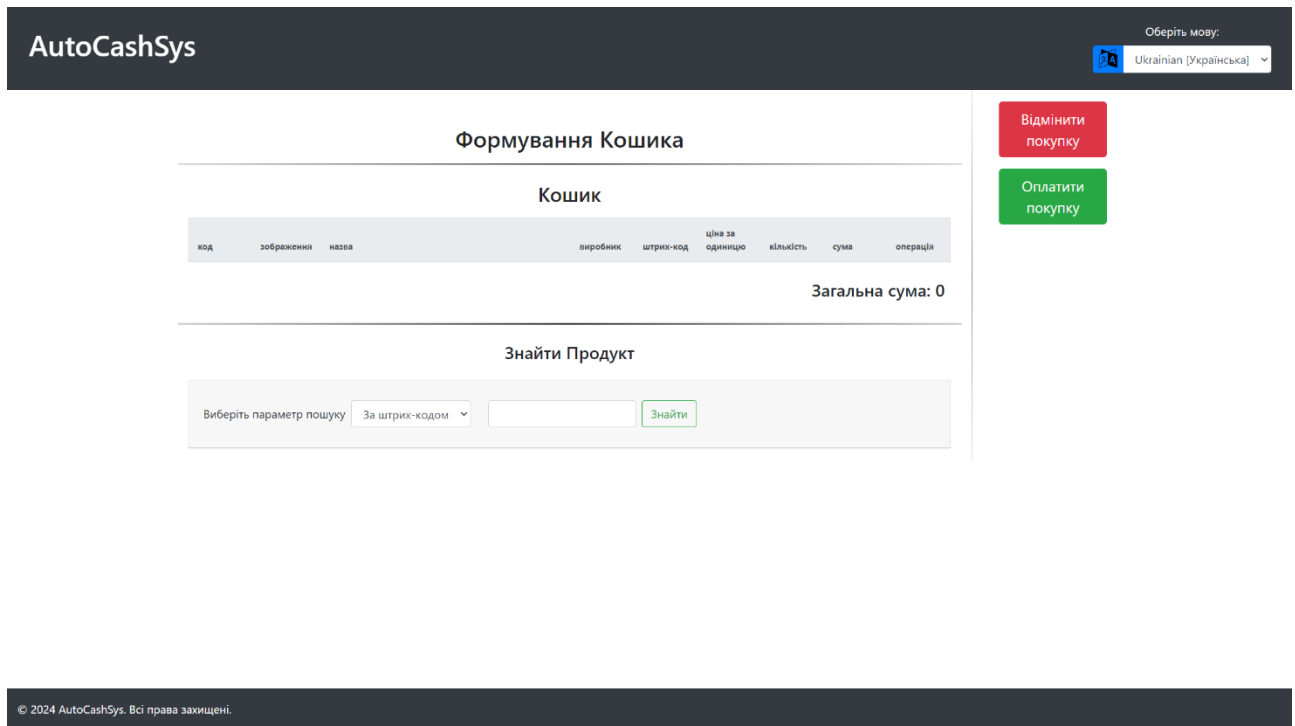 AutoCashSys
Оберіть мову:
Ukrainian [Українська]
Відмінити
покупку
Оплатити
покупку
Формування Кошика
Кошик
код зображення назва виробник штрих-код ціна за одиницю кількість сума операція
Загальна сума: 0
Знайти Продукт
Виберіть параметр пошуку За штрих-кодом Знайти
© 2024 AutoCashSys. Всі права захищені.